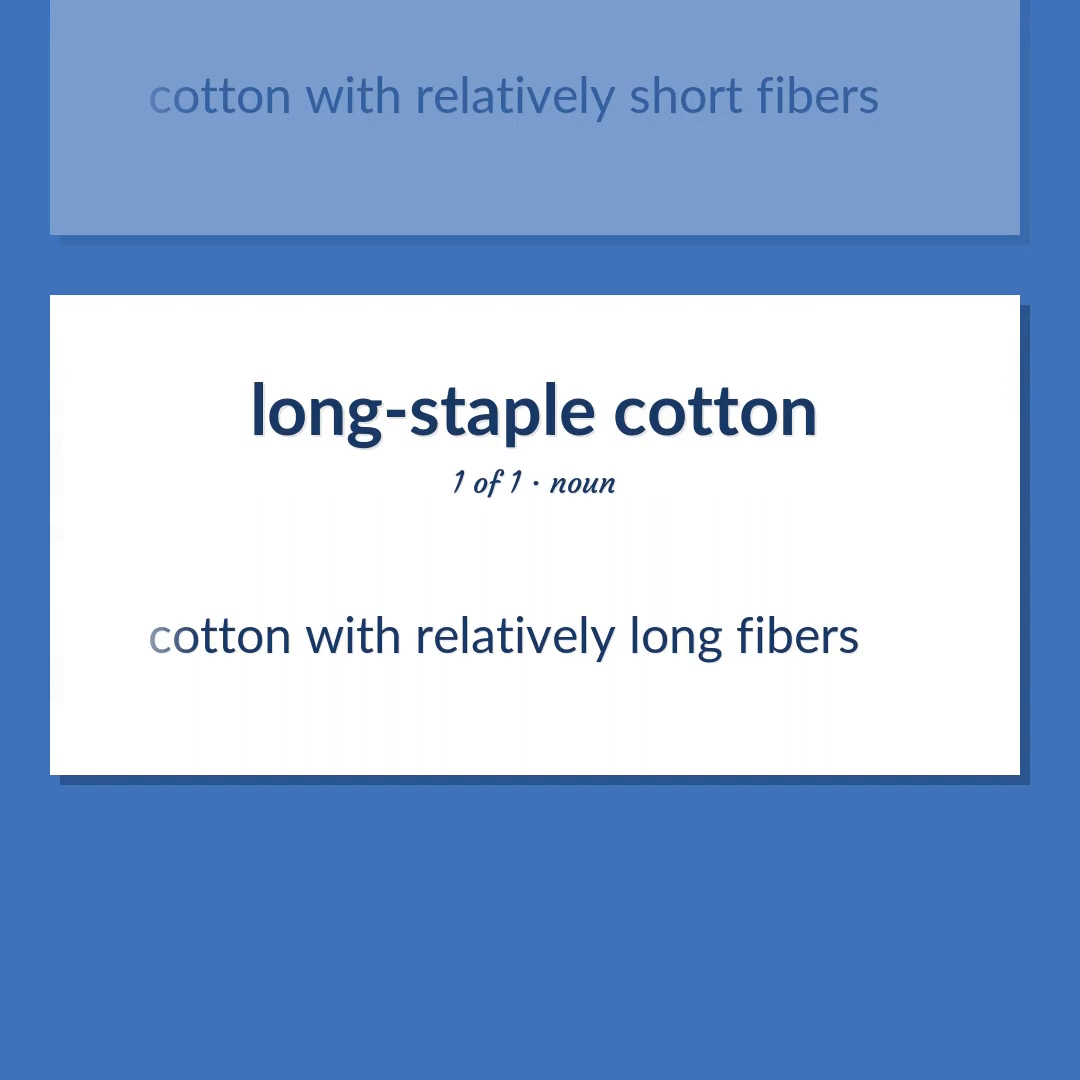 cotton with relatively short fibers
long-staple cotton
1 of 1 · noun
cotton with relatively long fibers